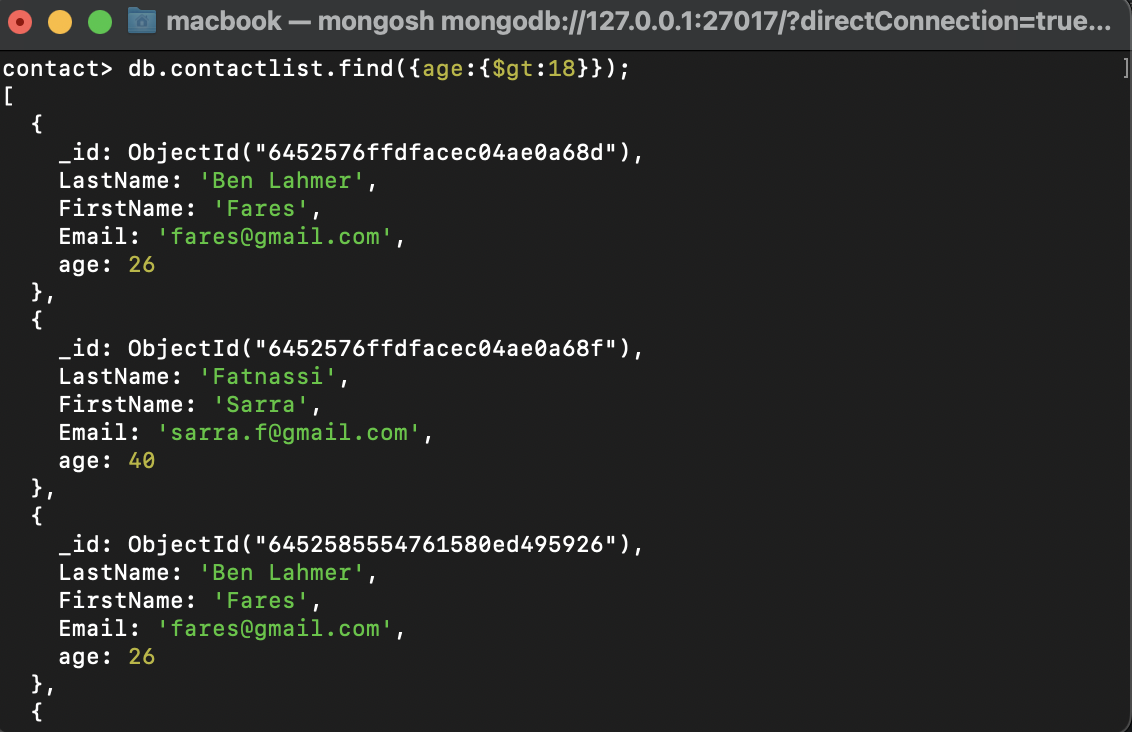 macbook — mongosh mongodb://127.0.0.1:27017/?directConnection=true...
contact> db.contactlist.find({age:{$gt:18}});
[
  {
    _id: ObjectId("6452576ffdfacec04ae0a68d"),
    LastName: 'Ben Lahmer',
    FirstName: 'Fares',
    Email: 'fares@gmail.com',
    age: 26
  },
  {
    _id: ObjectId("6452576ffdfacec04ae0a68f"),
    LastName: 'Fatnassi',
    FirstName: 'Sarra',
    Email: 'sarra.f@gmail.com',
    age: 40
  },
  {
    _id: ObjectId("6452585554761580ed495926"),
    LastName: 'Ben Lahmer',
    FirstName: 'Fares',
    Email: 'fares@gmail.com',
    age: 26
  },
  {